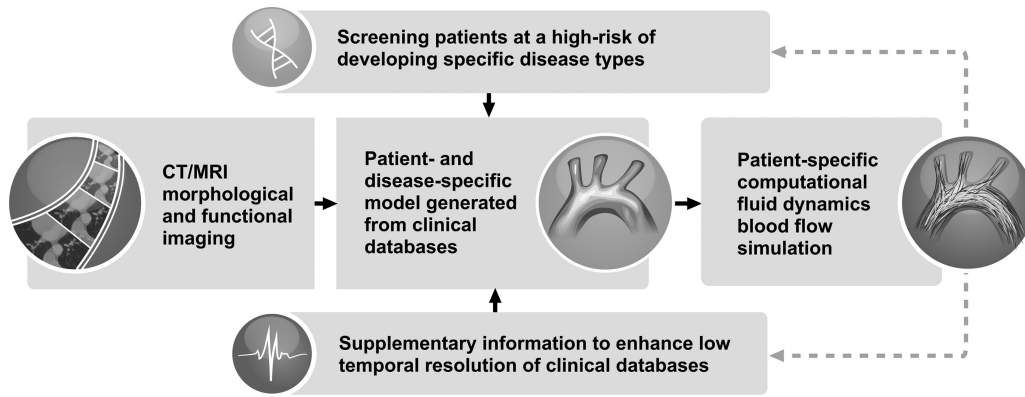 Screening patients at a high-risk of
developing specific disease types
CT/MRI
morphological
and functional
imaging
Patient- and
disease-specific
model generated
from clinical
databases
Patient-specific
computational
fluid dynamics
blood flow
simulation
Supplementary information to enhance low
temporal resolution of clinical databases